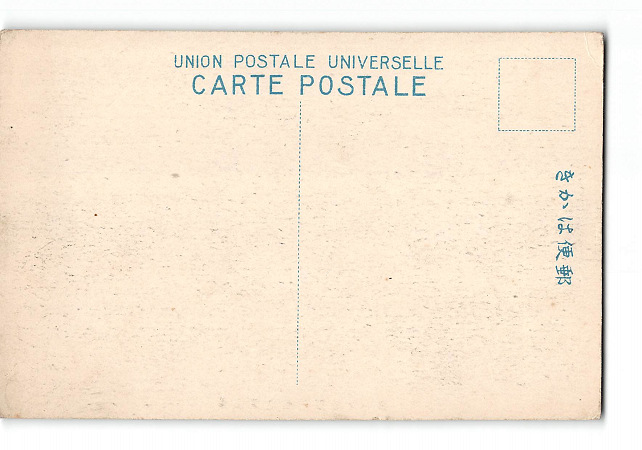 UNION POSTALE UNIVERSELLE
CARTE POSTALE
郵便はかき